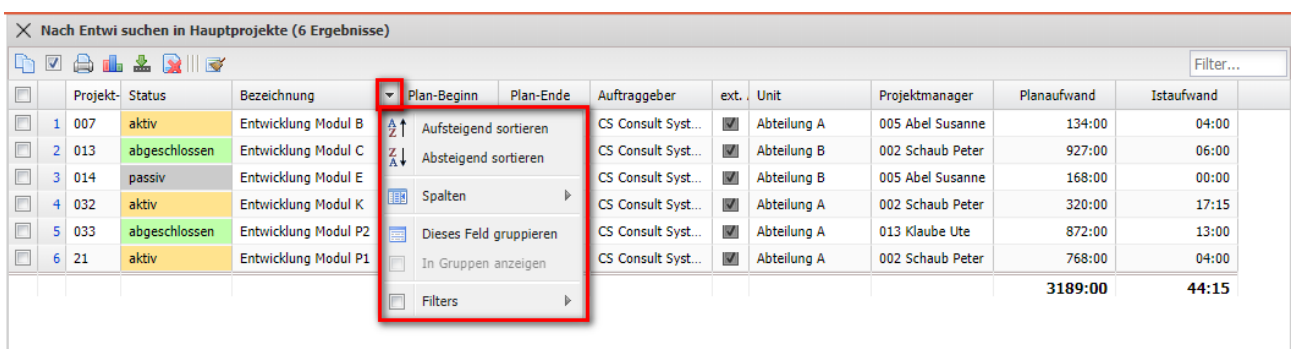 Nach Entwi suchen in Hauptprojekte (6 Ergebnisse)
Filter...
Projekt- Status Bezeichnung Plan-Beginn Plan-Ende Auftraggeber ext. Unit Projektmanager Planaufwand Istaufwand
1 007 aktiv Entwicklung Modul B Aufsteigend sortieren CS Consult Syst... Abteilung A 005 Abel Susanne 134:00 04:00
2 013 abgeschlossen Entwicklung Modul C Absteigend sortieren CS Consult Syst... Abteilung B 002 Schaub Peter 927:00 06:00
3 014 passiv Entwicklung Modul E CS Consult Syst... Abteilung B 005 Abel Susanne 168:00 00:00
4 032 aktiv Entwicklung Modul K Spalten CS Consult Syst... Abteilung A 002 Schaub Peter 320:00 17:15
5 033 abgeschlossen Entwicklung Modul P2 Dieses Feld gruppieren CS Consult Syst... Abteilung A 013 Klaube Ute 872:00 13:00
6 21 aktiv Entwicklung Modul P1 In Gruppen anzeigen CS Consult Syst... Abteilung A 002 Schaub Peter 768:00 04:00
Filters 3189:00 44:15